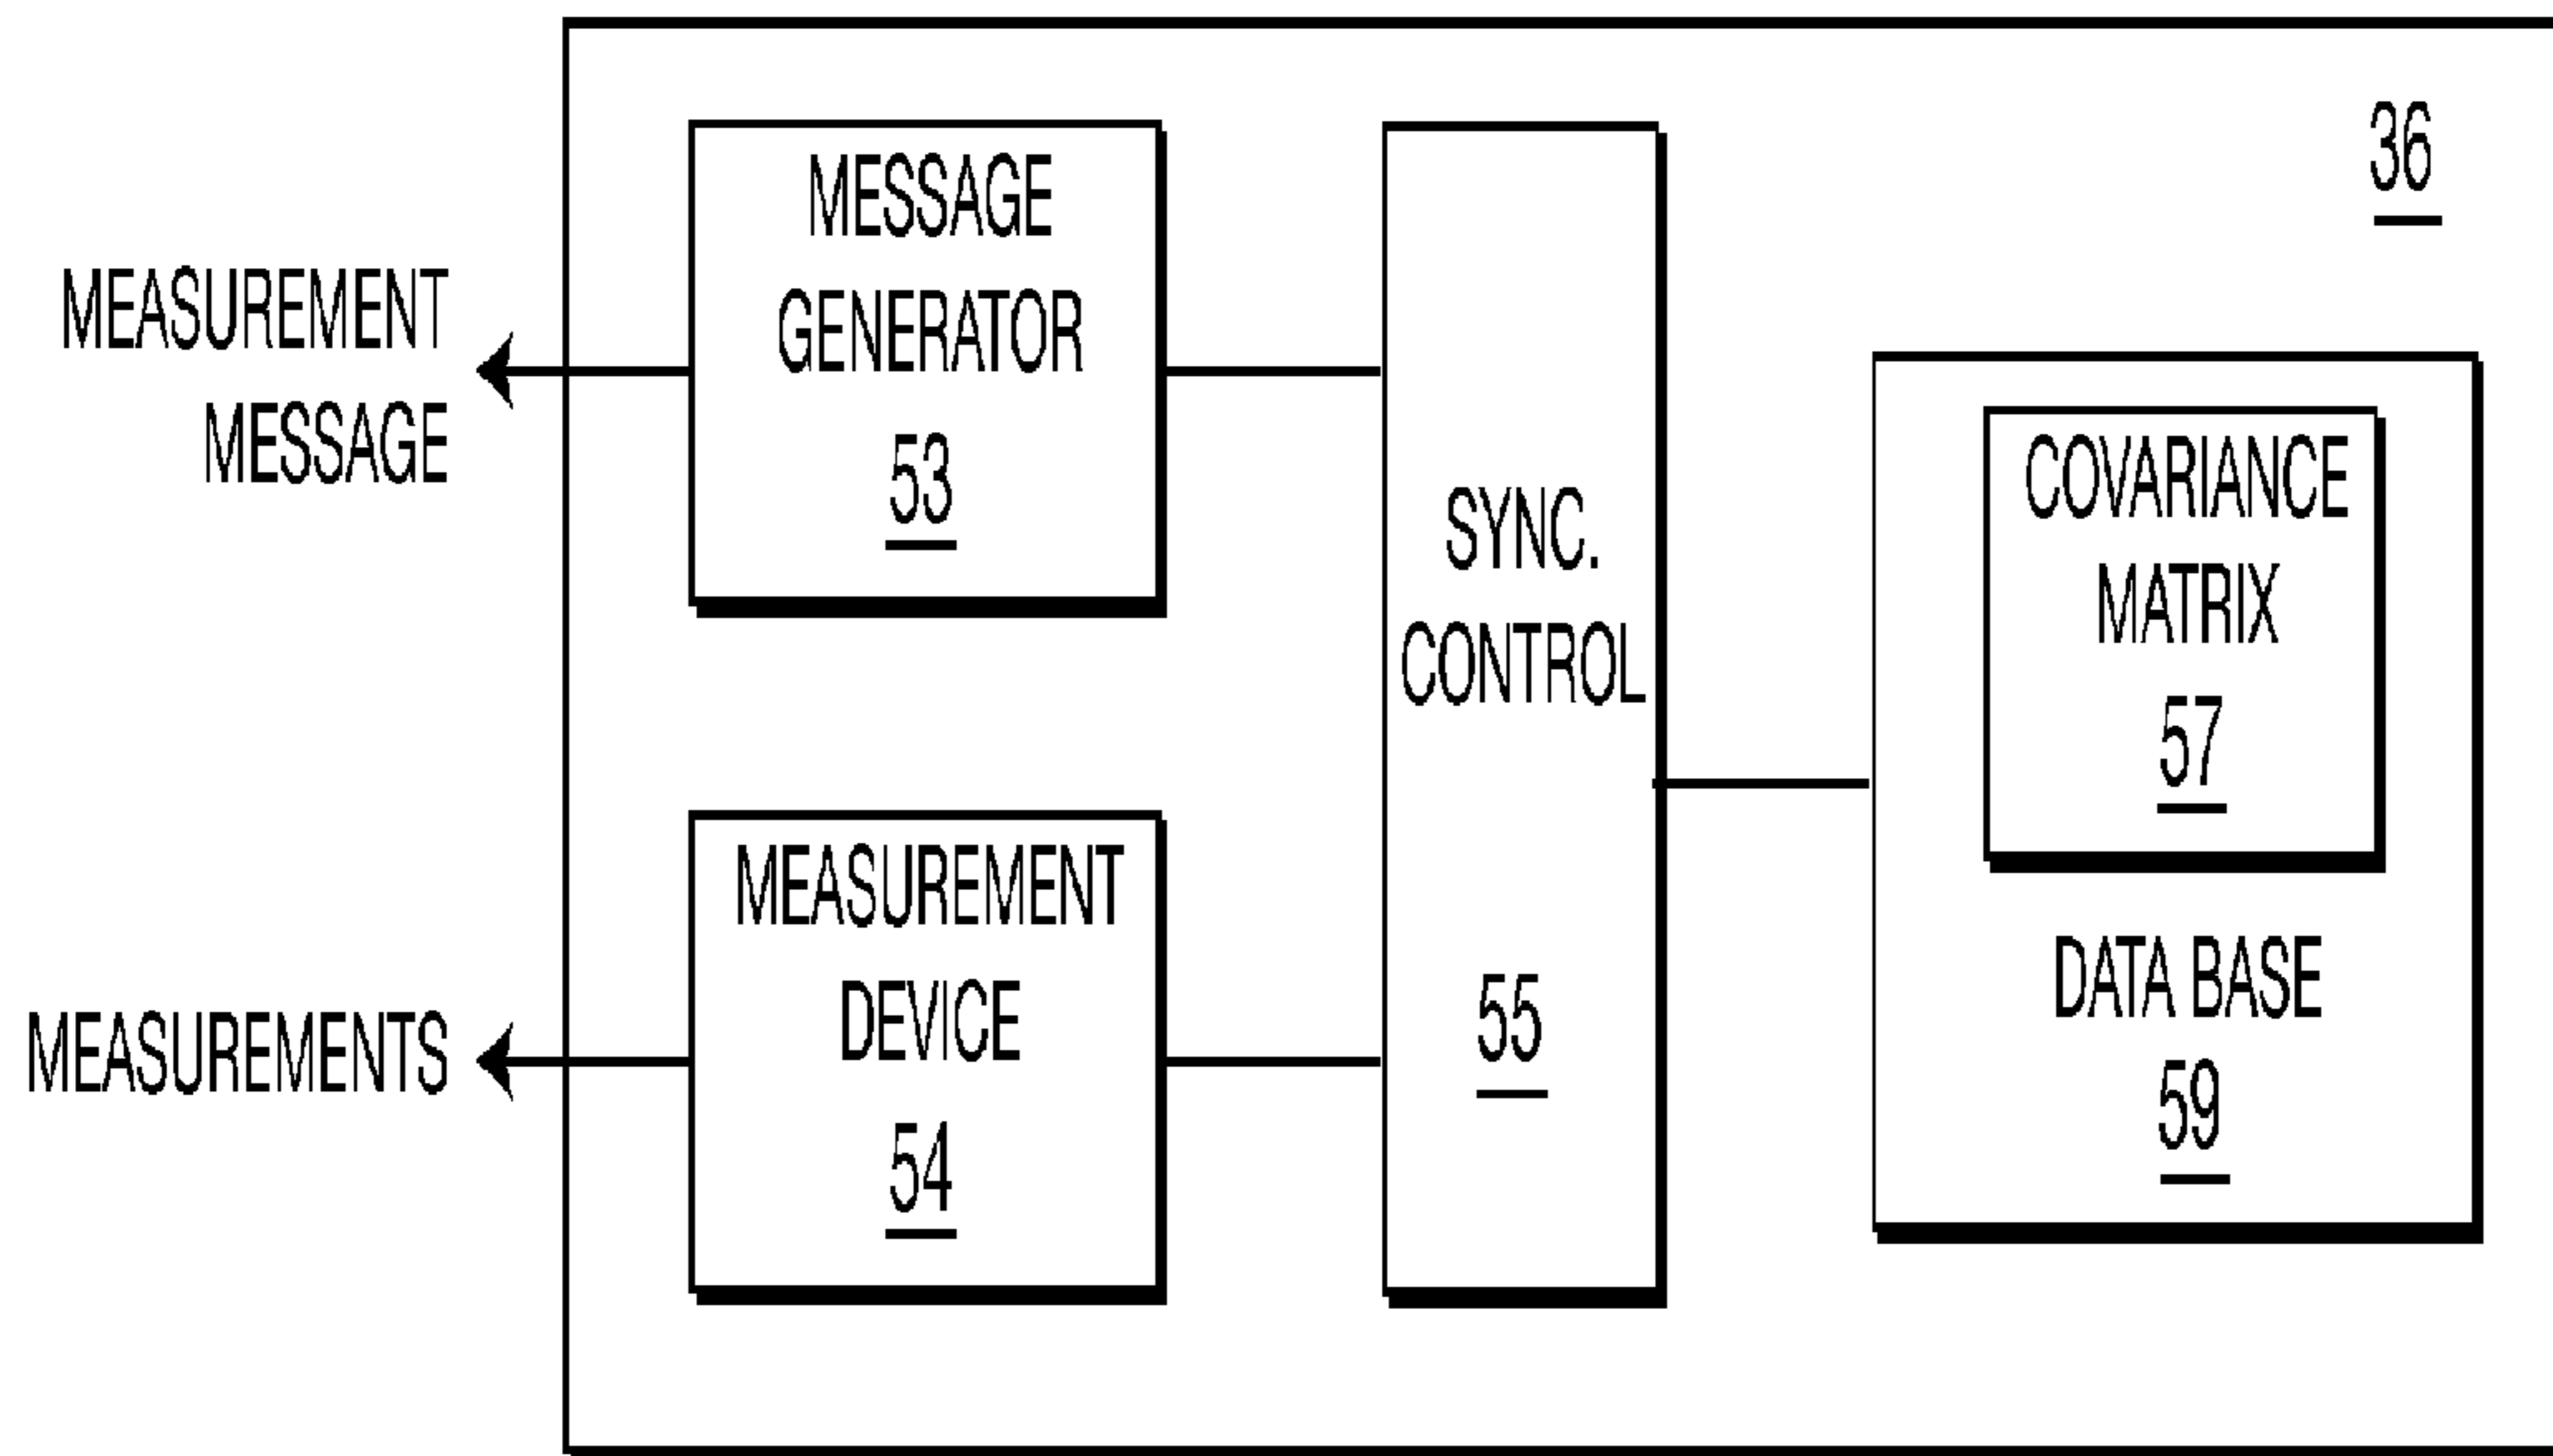 36
MEASUREMENT
MESSAGE
MESSAGE
GENERATOR
53
MEASUREMENTS
MEASUREMENT
DEVICE
54
SYNC.
CONTROL
55
COVARIANCE
MATRIX
57
DATA BASE
59